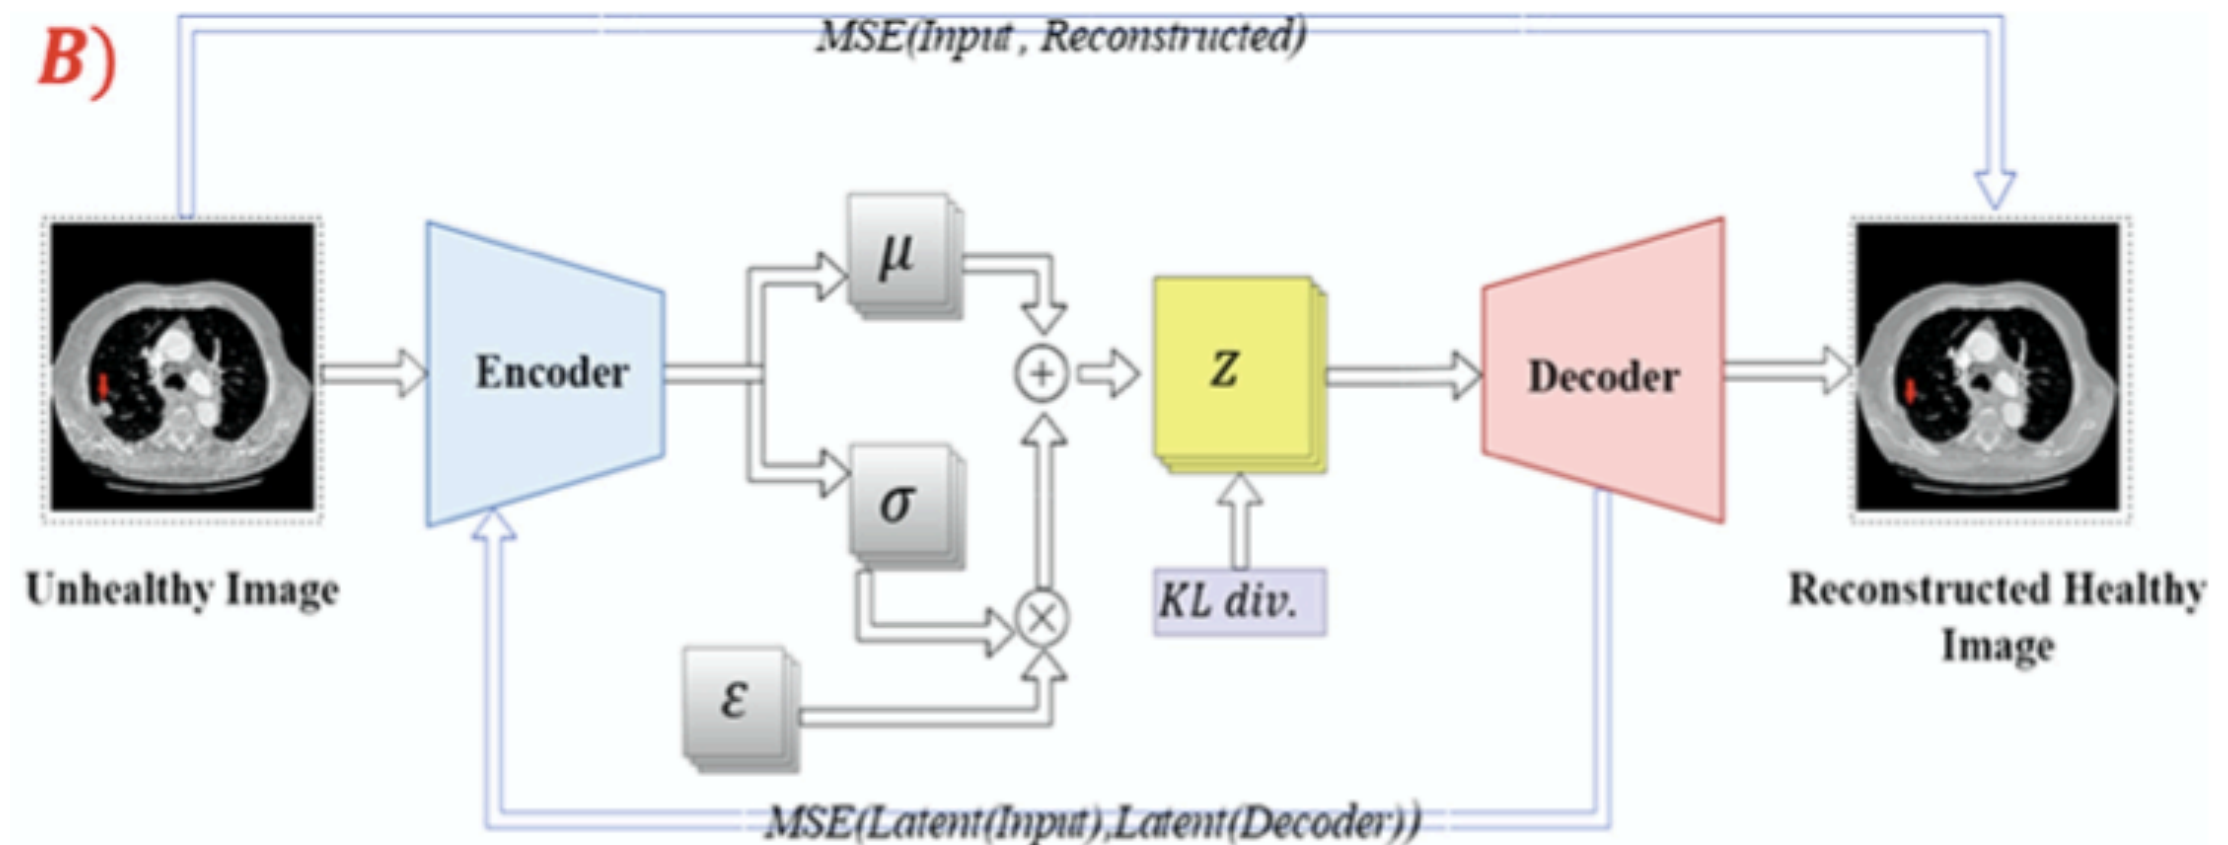 B)
MSE(Input , Reconstructed)
μ
Encoder
+
Z
Decoder
σ
Unhealthy Image
KL div.
×
Reconstructed Healthy
Image
ε
MSE(Latent(Input),Latent(Decoder))